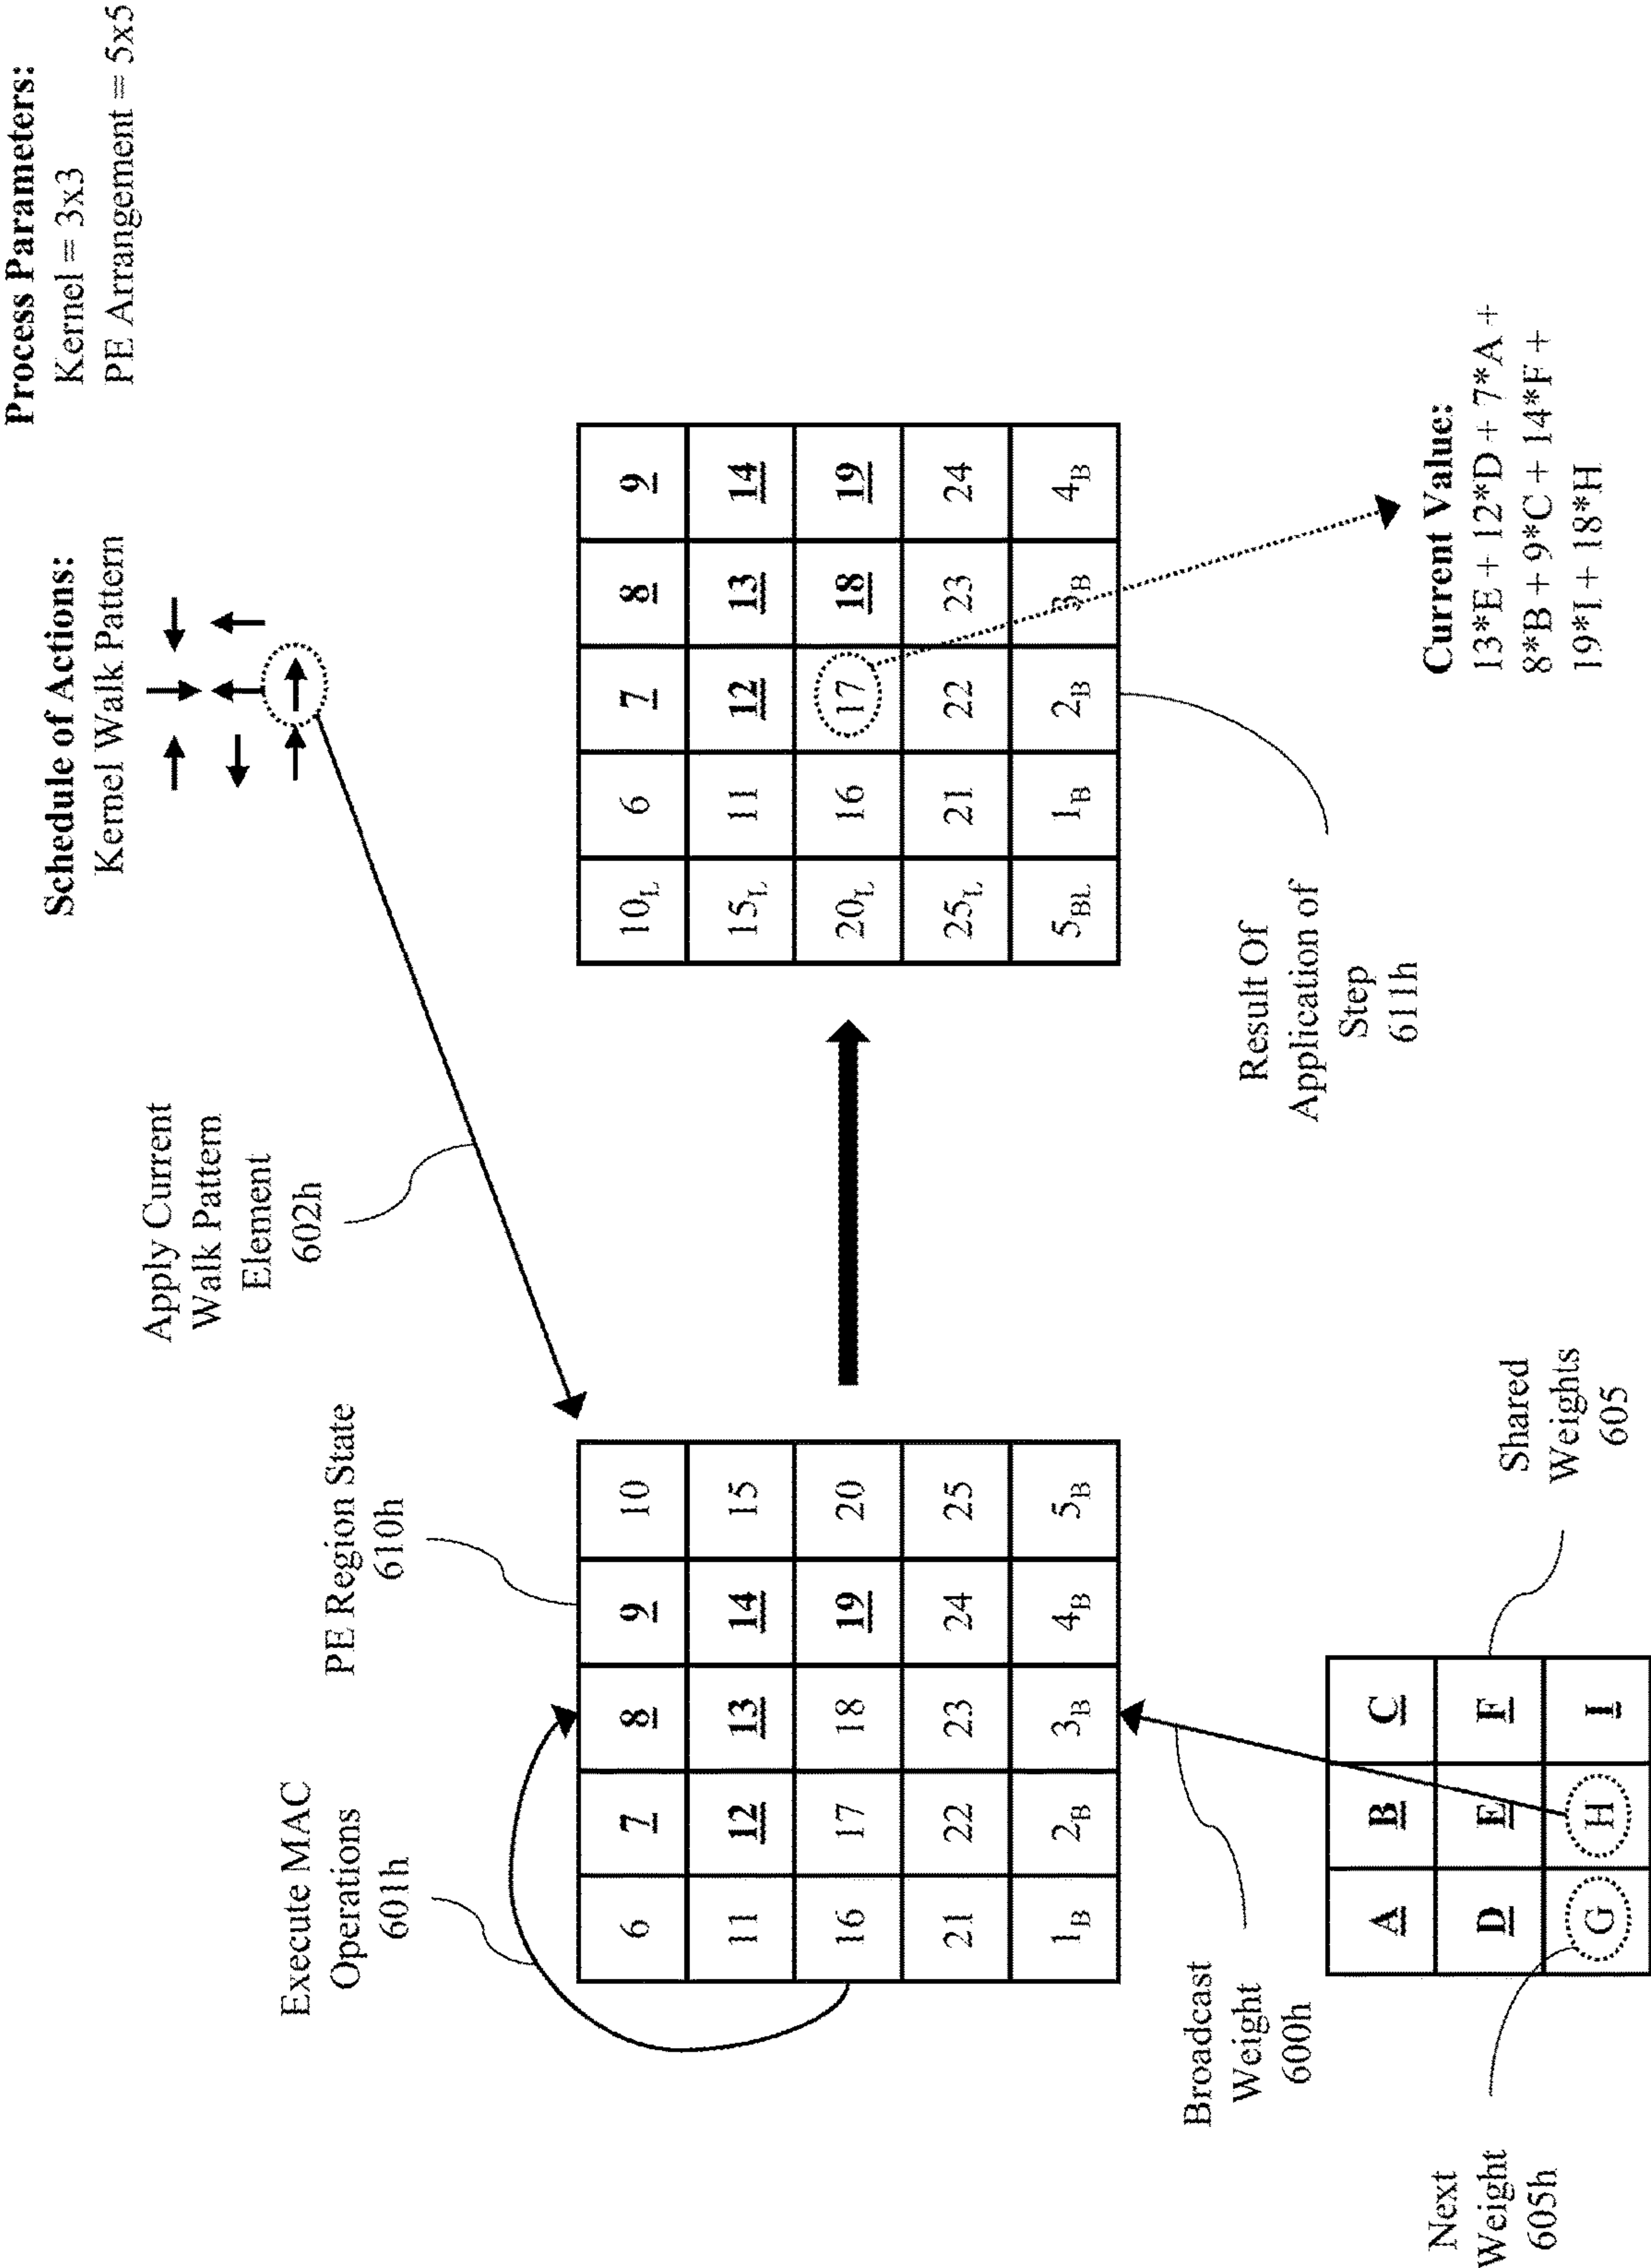 Process Parameters:
Kernel = 3x3
PE Arrangement = 5x5
Schedule of Actions:
Kernel Walk Pattern
Apply Current
Walk Pattern
Element
602h
Execute MAC
Operations
601h
PE Region State
610h
6 7 8 9 10
11 12 13 14 15
16 17 18 19 20
21 22 23 24 25
1B 2B 3B 4B 5B
10L 6 7 8 9
15L 11 12 13 14
20L 16 17 18 19
25L 21 22 23 24
5BL 1B 2B 3B 4B
Broadcast
Weight
600h
Result Of
Application of
Step
611h
Current Value:
13*E + 12*D + 7*A +
8*B + 9*C + 14*F +
19*I + 18*H
A B C
D E F
G H I
Next
Weight
605h
Shared
Weights
605